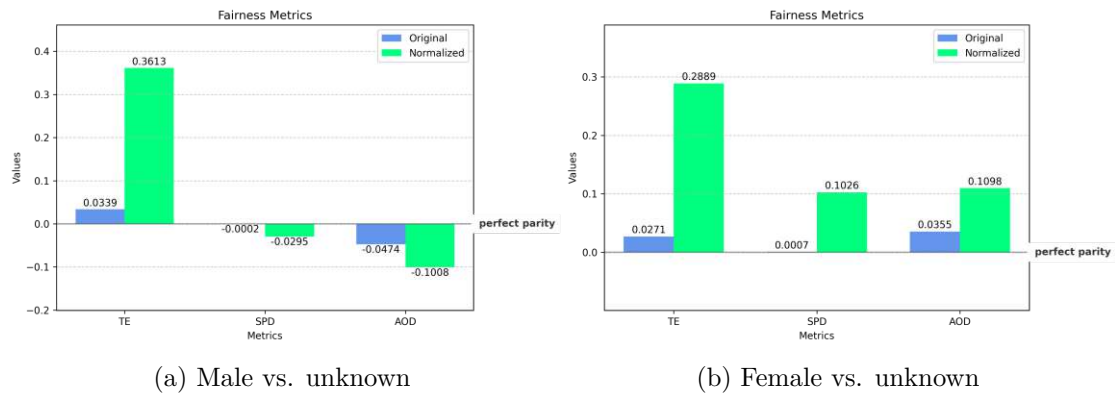 Fairness Metrics
Original
Normalized
0.4
0.3
0.2
0.1
0.0
−0.1
−0.2
Values
0.3613
0.0339
-0.0002
-0.0295
-0.0474
-0.1008
perfect parity
TE
SPD
AOD
Metrics
(a) Male vs. unknown
Fairness Metrics
Original
Normalized
0.3
0.2
0.1
0.0
Values
0.2889
0.0271
0.0007
0.1026
0.0355
0.1098
perfect parity
TE
SPD
AOD
Metrics
(b) Female vs. unknown